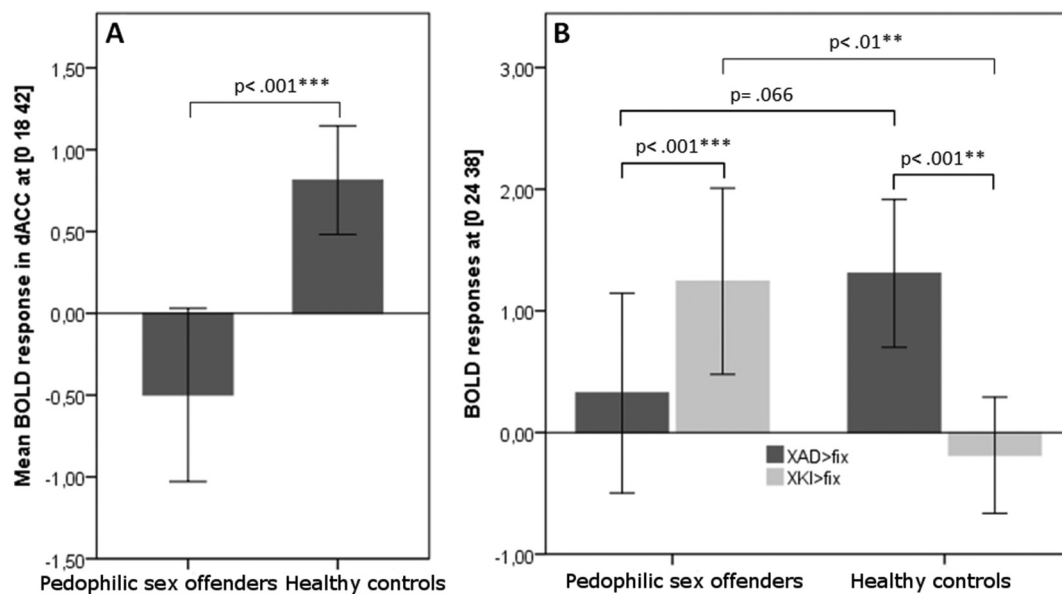 A
Mean BOLD response in dACC at [0 18 42]
1,50
1,00
0,50
0,00
-0,50
-1,00
-1,50
p< .001***
Pedophilic sex offenders
Healthy controls
B
BOLD responses at [0 24 38]
3,00
2,00
1,00
0,00
-1,00
p< .01**
p= .066
p< .001***
p< .001**
XAD>fix
XKI>fix
Pedophilic sex offenders
Healthy controls